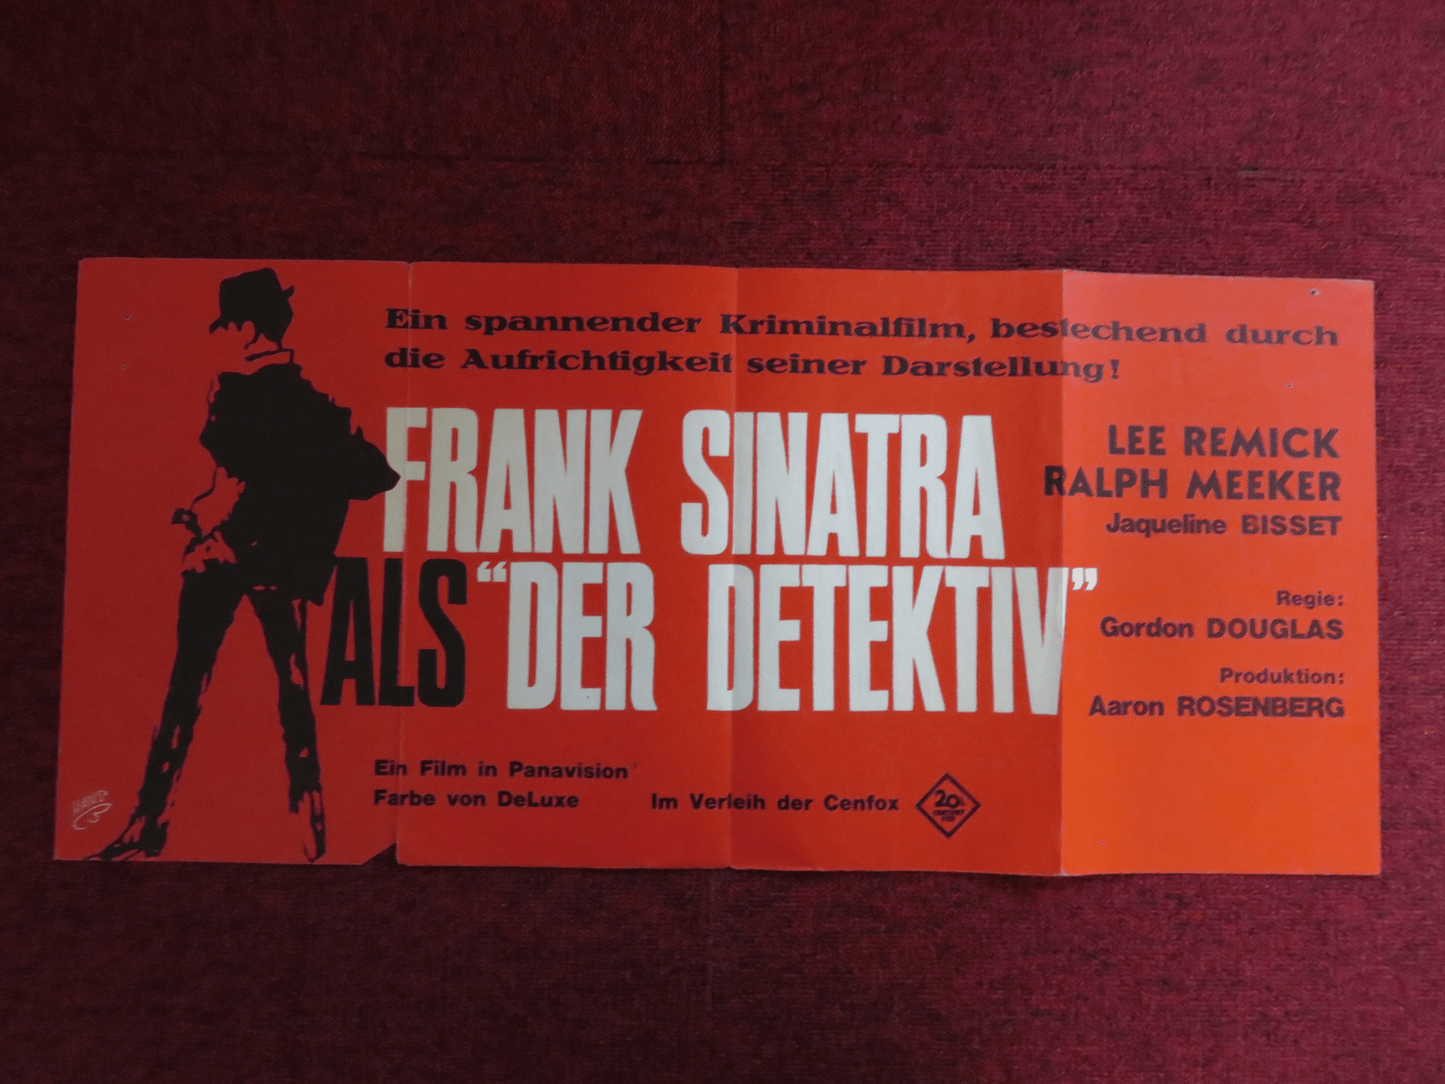 Ein spannender Kriminalfilm, bestechend durch
die Aufrichtigkeit seiner Darstellung!
FRANK SINATRA
ALS “DER DETEKTIV”
LEE REMICK
RALPH MEEKER
Jaqueline BISSET
Regie:
Gordon DOUGLAS
Produktion:
Aaron ROSENBERG
Ein Film in Panavision
Farbe von DeLuxe
Im Verleih der Cenfox
20th
CENTURY
FOX